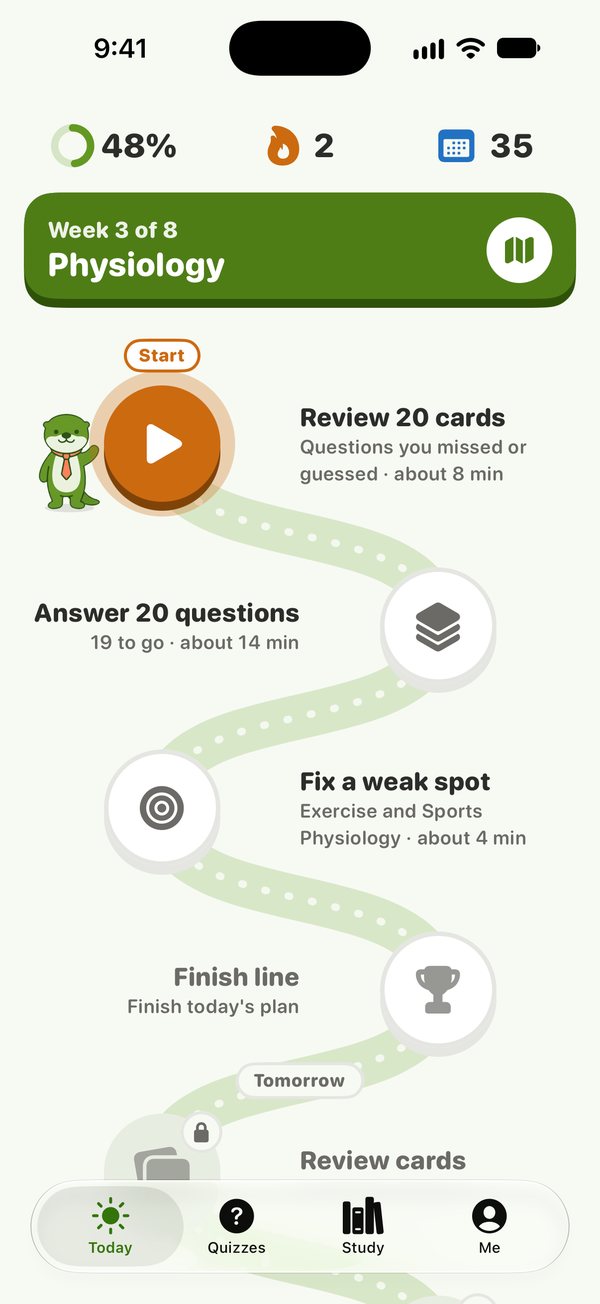 9:41
48%
2
35
Week 3 of 8
Physiology
Start
Review 20 cards
Questions you missed or
guessed · about 8 min
Answer 20 questions
19 to go · about 14 min
Fix a weak spot
Exercise and Sports
Physiology · about 4 min
Finish line
Finish today's plan
Tomorrow
Review cards
Today
Quizzes
Study
Me